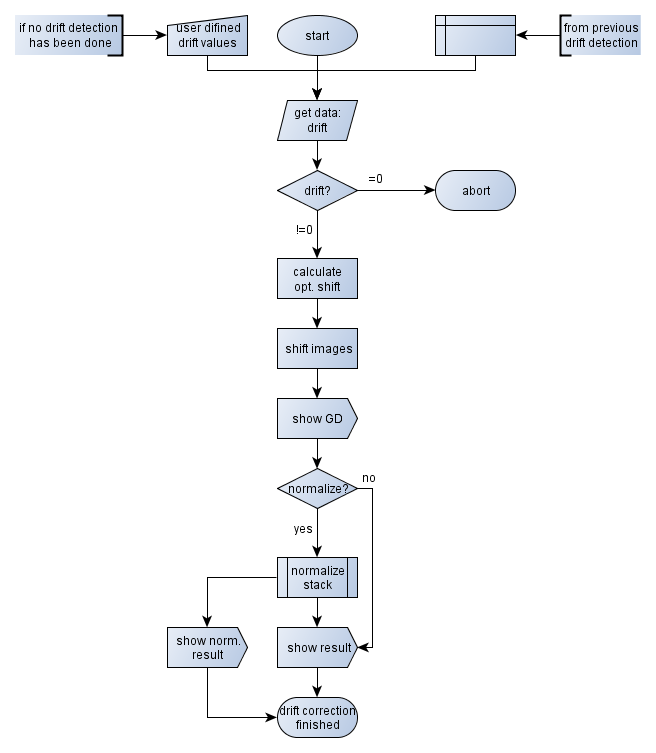 if no drift detection
has been done
user difined
drift values
start
from previous
drift detection
get data:
drift
drift?
=0
abort
!=0
calculate
opt. shift
shift images
show GD
normalize?
no
yes
normalize
stack
show norm.
result
show result
drift correction
finished